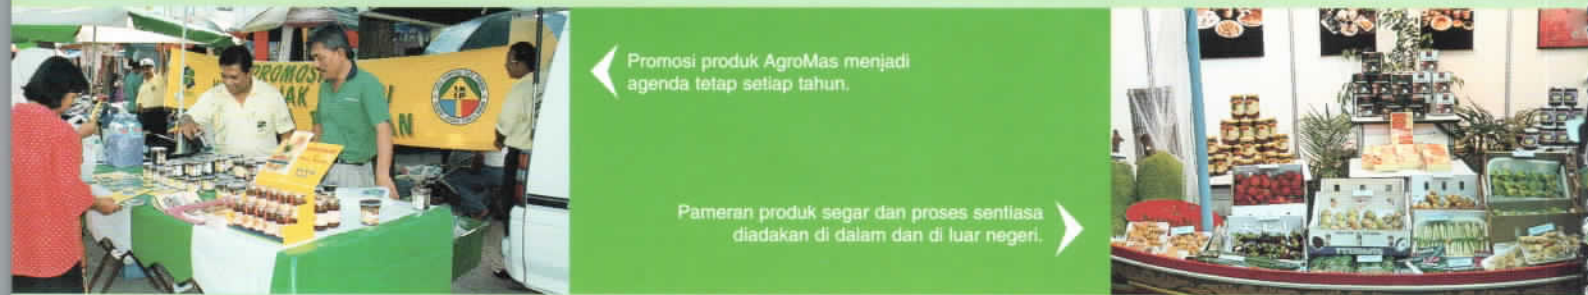 PROMOSI
Promosi produk AgroMas menjadi
agenda tetap setiap tahun.
Pameran produk segar dan proses sentiasa
diadakan di dalam dan di luar negeri.